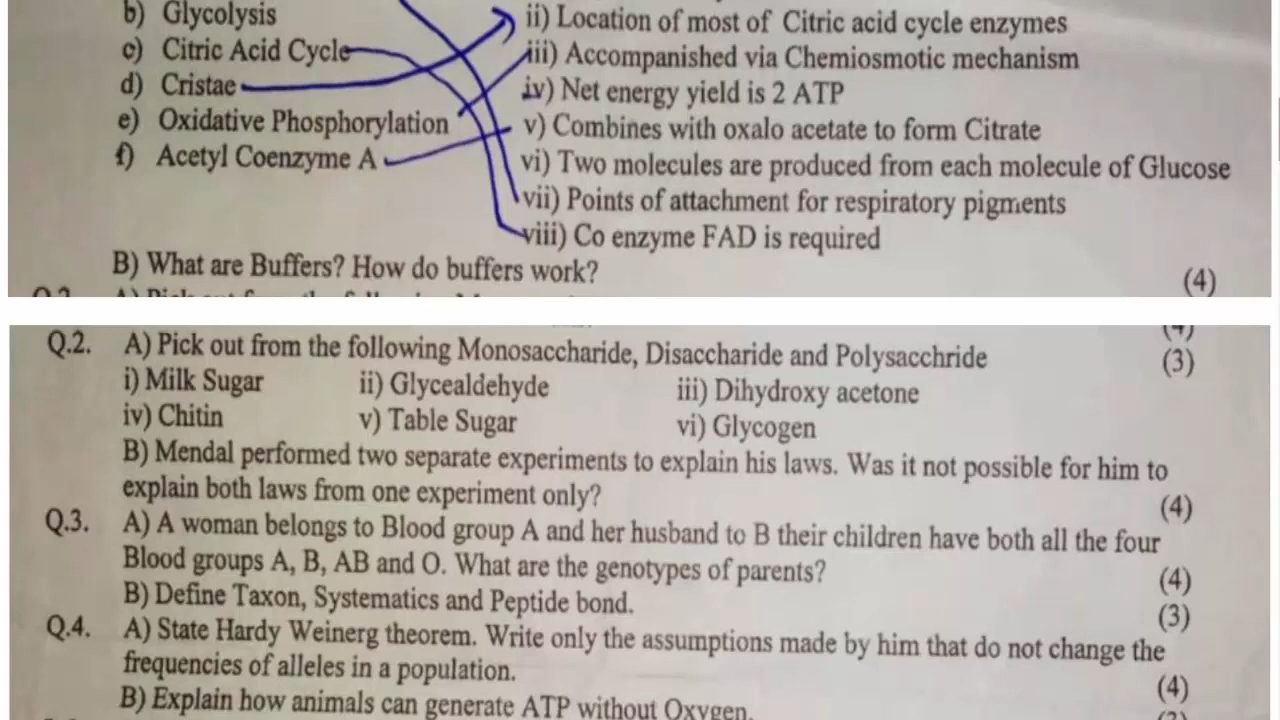 b) Glycolysis
ii) Location of most of Citric acid cycle enzymes
c) Citric Acid Cycle
iii) Accompanished via Chemiosmotic mechanism
d) Cristae
iv) Net energy yield is 2 ATP
e) Oxidative Phosphorylation
v) Combines with oxalo acetate to form Citrate
f) Acetyl Coenzyme A
vi) Two molecules are produced from each molecule of Glucose
vii) Points of attachment for respiratory pigments
viii) Co enzyme FAD is required
B) What are Buffers? How do buffers work? (4)
Q.2. A) Pick out from the following Monosaccharide, Disaccharide and Polysacchride (3)
i) Milk Sugar ii) Glycealdehyde iii) Dihydroxy acetone
iv) Chitin v) Table Sugar vi) Glycogen
B) Mendal performed two separate experiments to explain his laws. Was it not possible for him to
explain both laws from one experiment only? (4)
Q.3. A) A woman belongs to Blood group A and her husband to B their children have both all the four
Blood groups A, B, AB and O. What are the genotypes of parents? (4)
B) Define Taxon, Systematics and Peptide bond. (3)
Q.4. A) State Hardy Weinerg theorem. Write only the assumptions made by him that do not change the
frequencies of alleles in a population. (4)
B) Explain how animals can generate ATP without Oxygen.